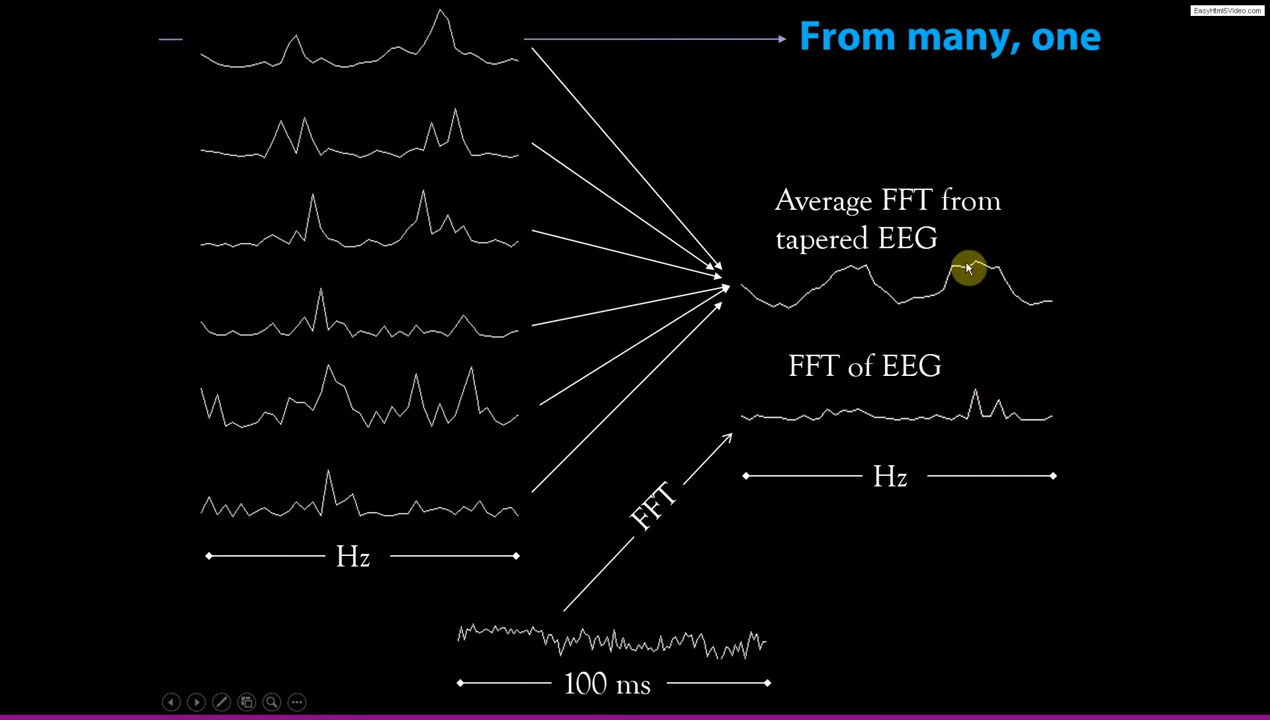 EasyHtml5Video.com
From many, one
Average FFT from
tapered EEG
FFT of EEG
Hz
FFT
Hz
100 ms